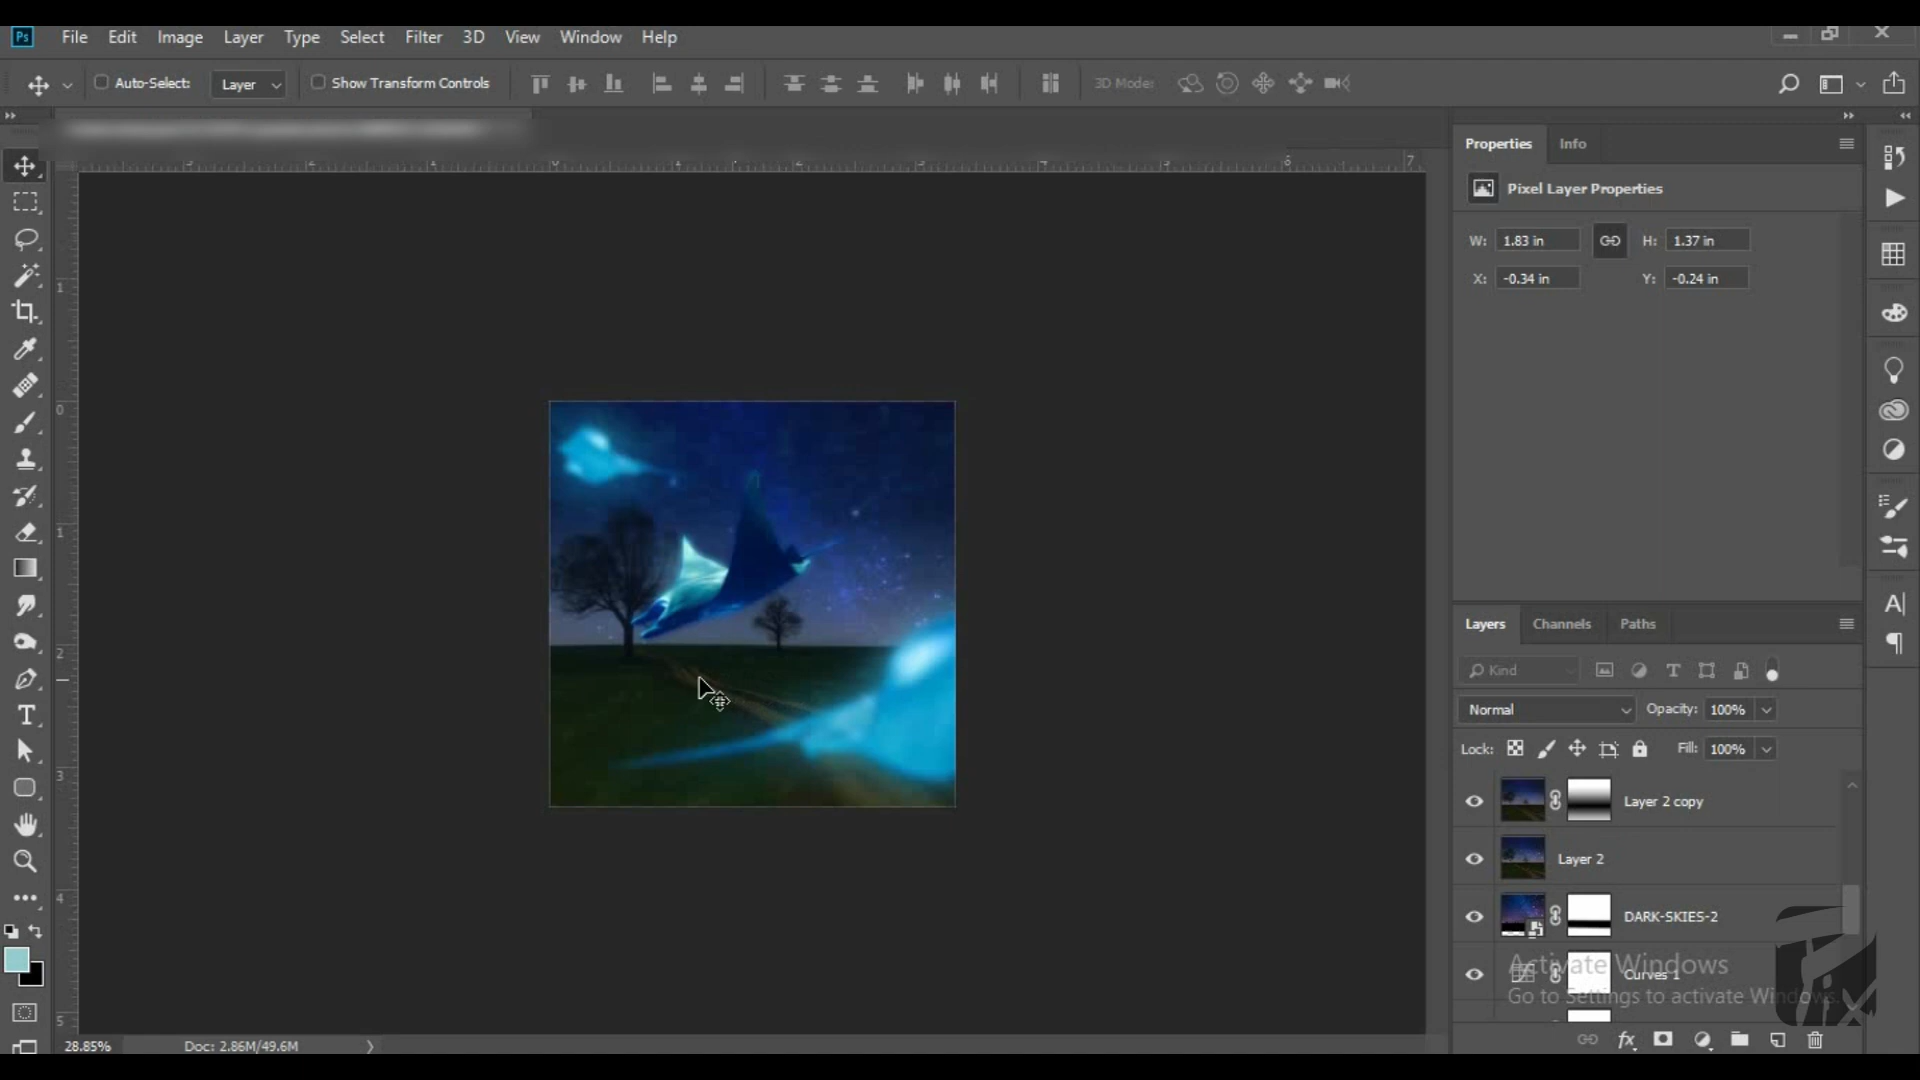 Ps File Edit Image Layer Type Select Filter 3D View Window Help
Auto-Select: Layer Show Transform Controls 3D Mode:
Properties Info
Pixel Layer Properties
W: 1.83 in H: 1.37 in
X: -0.34 in Y: -0.24 in
Layers Channels Paths
Kind
Normal Opacity: 100%
Lock: Fill: 100%
Layer 2 copy
Layer 2
DARK-SKIES-2
Curves 1
Activate Windows
Go to Settings to activate Windows.
28.85% Doc: 2.86M/49.6M